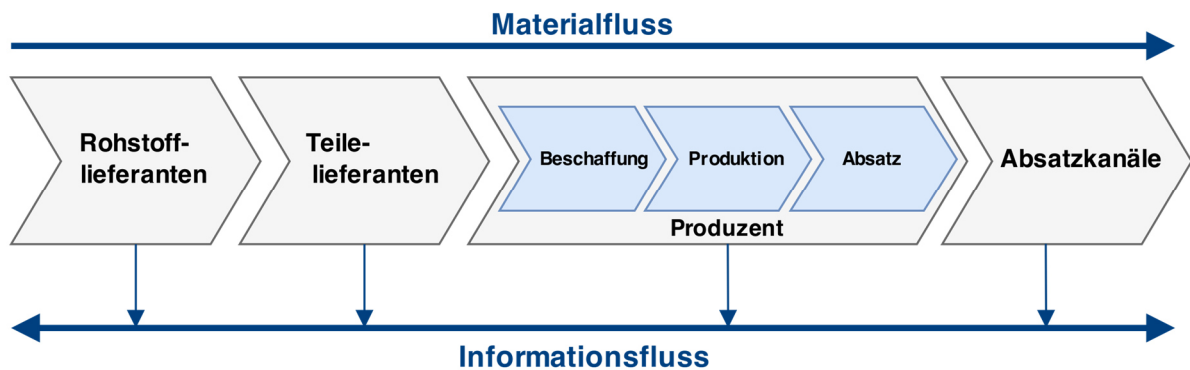 Materialfluss
Rohstoff-
lieferanten
Teile-
lieferanten
Beschaffung
Produktion
Absatz
Produzent
Absatzkanäle
Informationsfluss